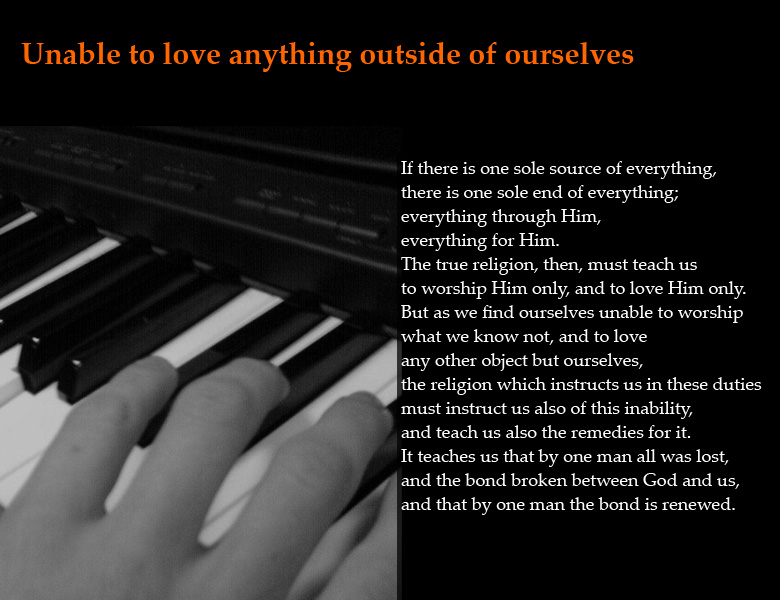 Unable to love anything outside of ourselves
If there is one sole source of everything,
there is one sole end of everything;
everything through Him,
everything for Him.
The true religion, then, must teach us
to worship Him only, and to love Him only.
But as we find ourselves unable to worship
what we know not, and to love
any other object but ourselves,
the religion which instructs us in these duties
must instruct us also of this inability,
and teach us also the remedies for it.
It teaches us that by one man all was lost,
and the bond broken between God and us,
and that by one man the bond is renewed.